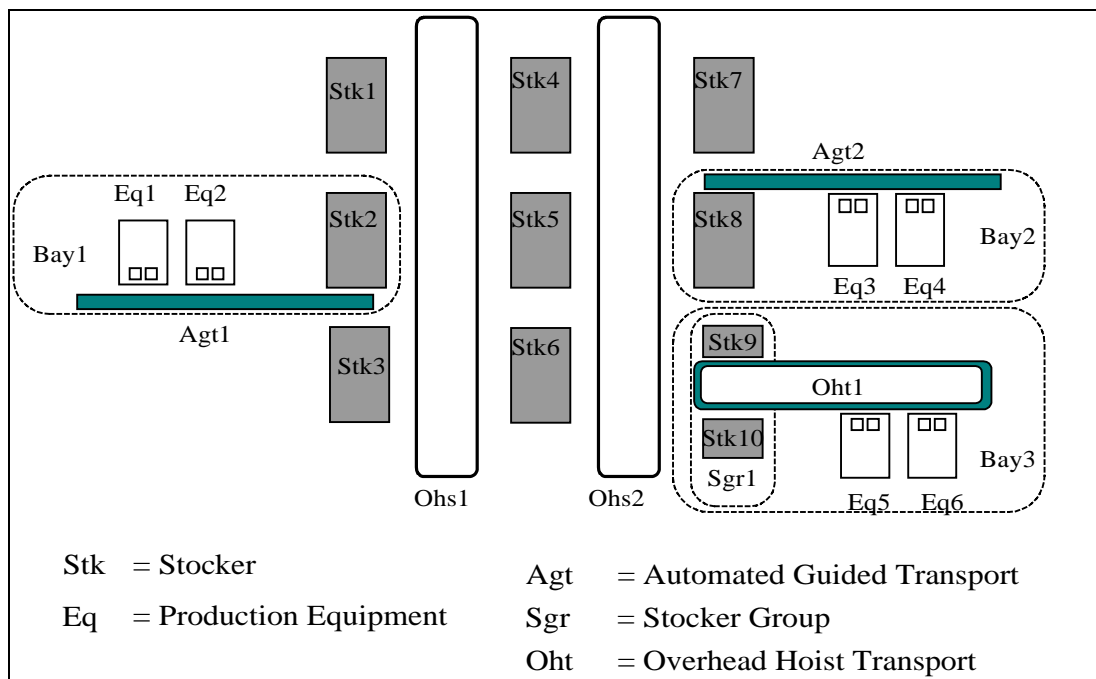 Stk1
Stk4
Stk7
Agt2
Eq1 Eq2
Stk2
Stk5
Stk8
Bay1
Bay2
Eq3 Eq4
Agt1
Stk3
Stk6
Stk9
Oht1
Stk10
Bay3
Sgr1
Ohs1
Ohs2
Eq5 Eq6
Stk = Stocker
Eq = Production Equipment
Agt = Automated Guided Transport
Sgr = Stocker Group
Oht = Overhead Hoist Transport